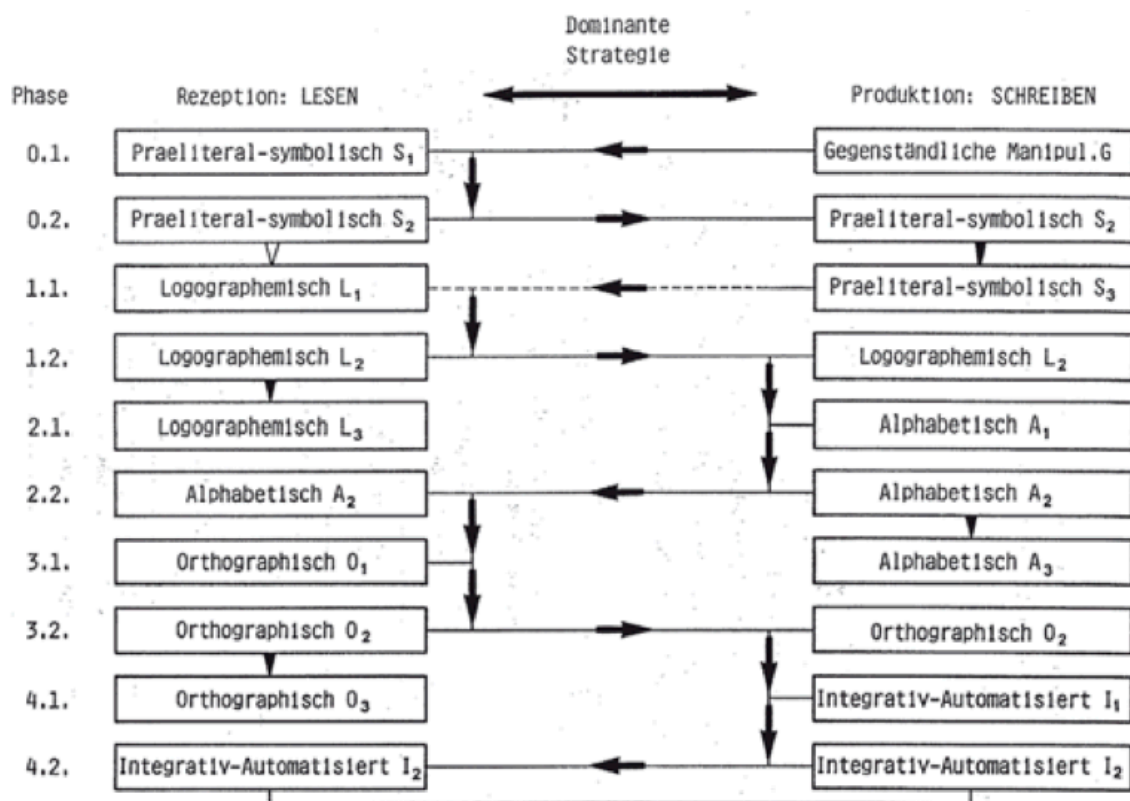 Dominante
Strategie
Phase Rezeption: LESEN Produktion: SCHREIBEN
0.1. Praeliteral-symbolisch S₁ Gegenständliche Manipul.G
0.2. Praeliteral-symbolisch S₂ Praeliteral-symbolisch S₂
1.1. Logographemisch L₁ Praeliteral-symbolisch S₃
1.2. Logographemisch L₂ Logographemisch L₂
2.1. Logographemisch L₃ Alphabetisch A₁
2.2. Alphabetisch A₂ Alphabetisch A₂
3.1. Orthographisch O₁ Alphabetisch A₃
3.2. Orthographisch O₂ Orthographisch O₂
4.1. Orthographisch O₃ Integrativ-Automatisiert I₁
4.2. Integrativ-Automatisiert I₂ Integrativ-Automatisiert I₂